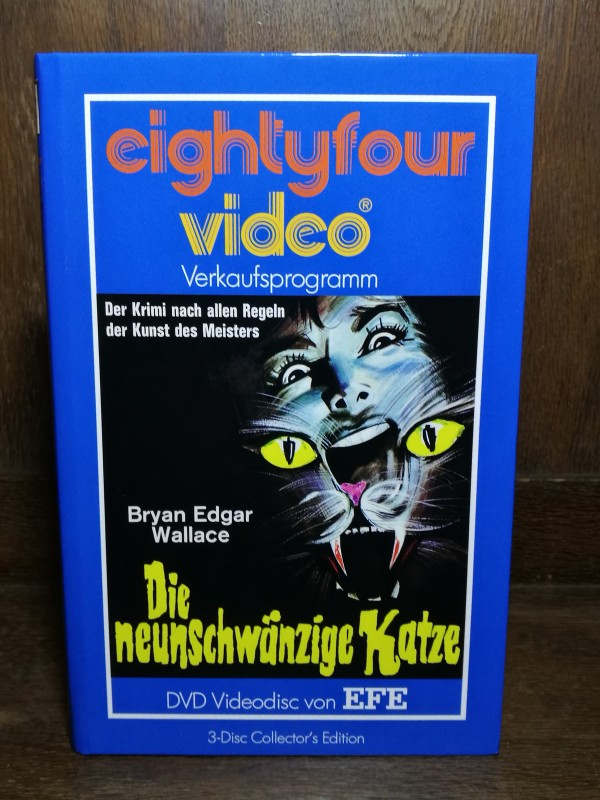 eightyfour
video®
Verkaufsprogramm
Der Krimi nach allen Regeln
der Kunst des Meisters
Bryan Edgar
Wallace
Die
neunschwänzige Katze
DVD Videodisc von EFE
3-Disc Collector's Edition